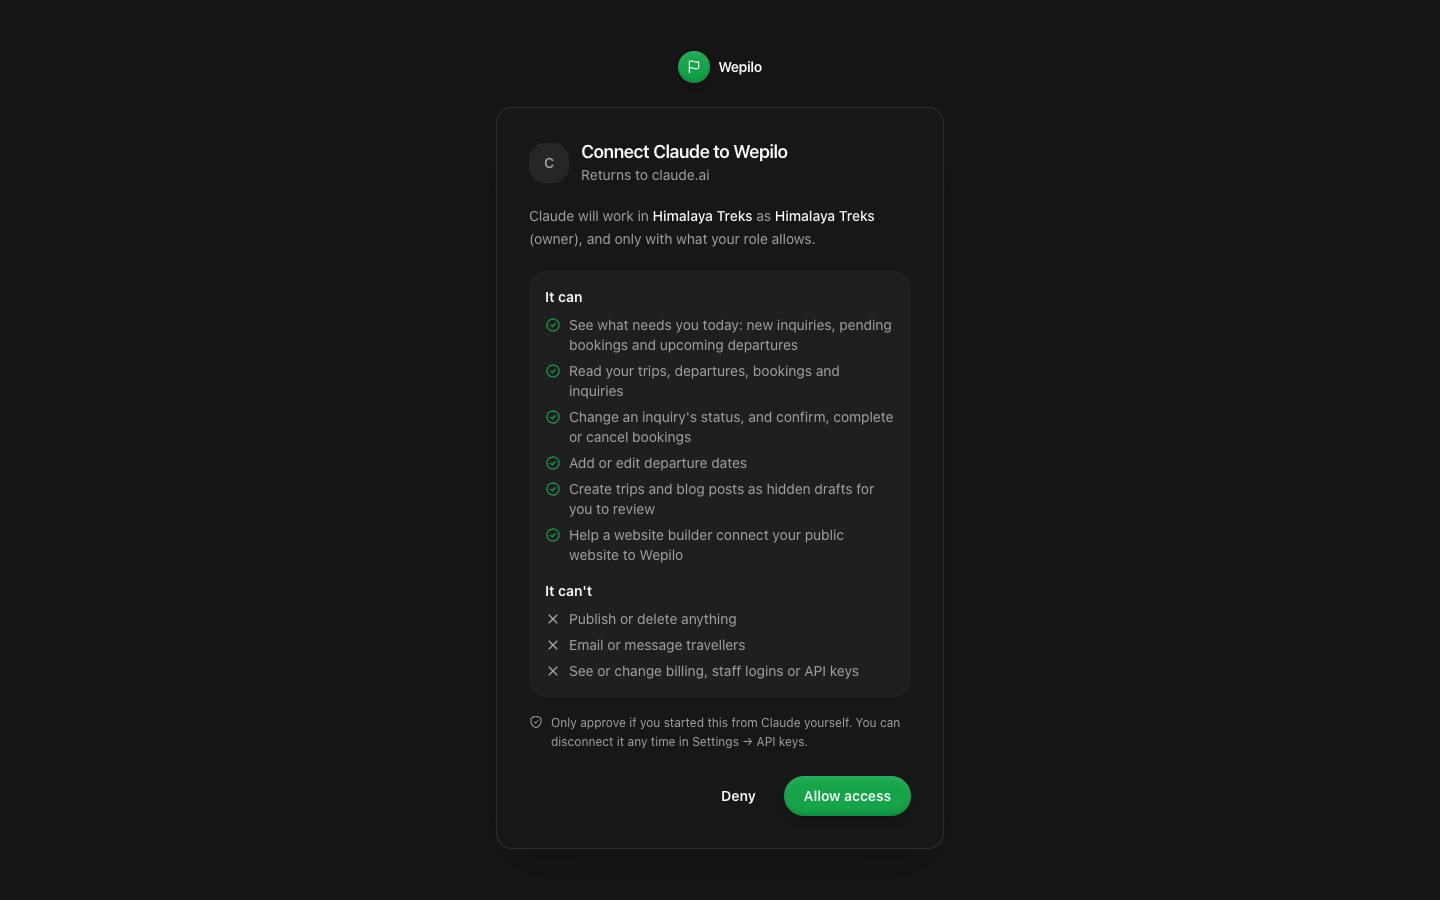 Wepilo
C
Connect Claude to Wepilo
Returns to claude.ai
Claude will work in Himalaya Treks as Himalaya Treks
(owner), and only with what your role allows.
It can
See what needs you today: new inquiries, pending
bookings and upcoming departures
Read your trips, departures, bookings and
inquiries
Change an inquiry's status, and confirm, complete
or cancel bookings
Add or edit departure dates
Create trips and blog posts as hidden drafts for
you to review
Help a website builder connect your public
website to Wepilo
It can't
Publish or delete anything
Email or message travellers
See or change billing, staff logins or API keys
Only approve if you started this from Claude yourself. You can
disconnect it any time in Settings → API keys.
Deny
Allow access